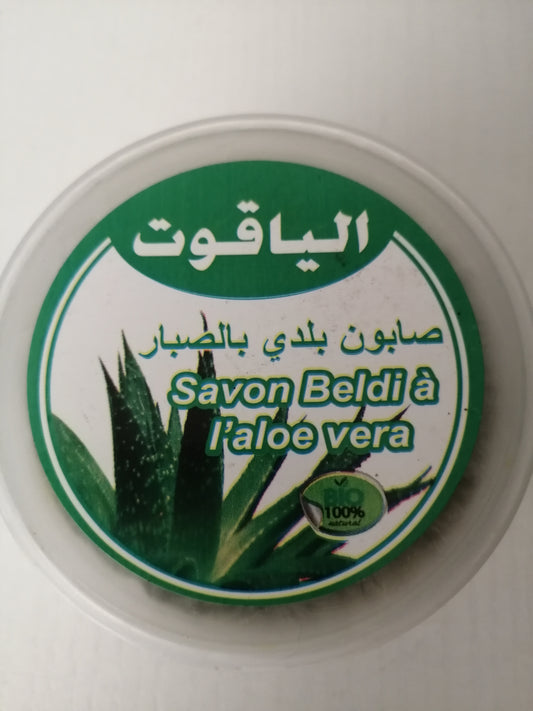 الياقوت
صابون بلدي بالصبار
Savon Beldi à
l'aloe vera
BIO
100%
natural